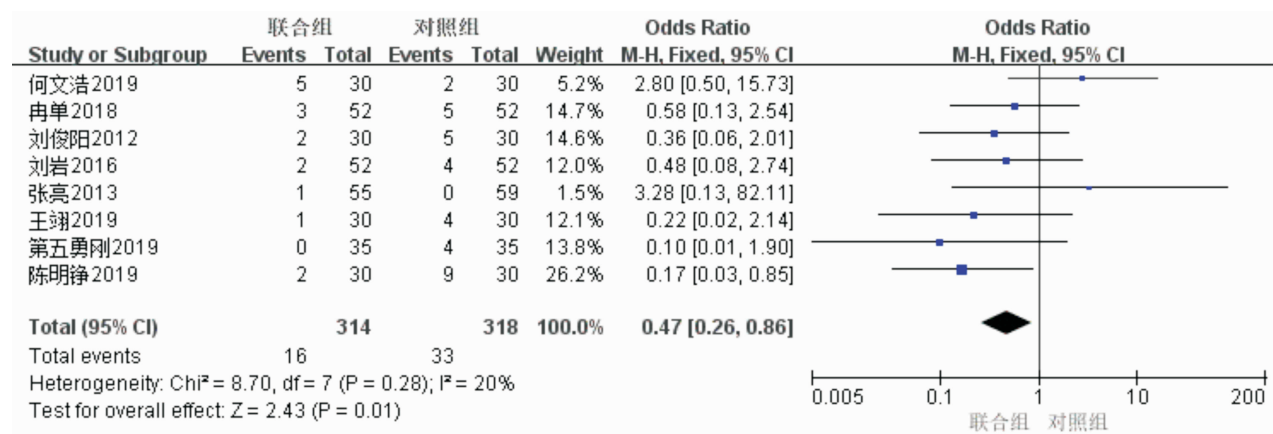 联合组 对照组 Odds Ratio Odds Ratio
Study or Subgroup Events Total Events Total Weight M-H, Fixed, 95% CI M-H, Fixed, 95% CI
何文浩2019 5 30 2 30 5.2% 2.80 [0.50, 15.73]
冉单2018 3 52 5 52 14.7% 0.58 [0.13, 2.54]
刘俊阳2012 2 30 5 30 14.6% 0.36 [0.06, 2.01]
刘岩2016 2 52 4 52 12.0% 0.48 [0.08, 2.74]
张亮2013 1 55 0 59 1.5% 3.28 [0.13, 82.11]
王翊2019 1 30 4 30 12.1% 0.22 [0.02, 2.14]
第五勇刚2019 0 35 4 35 13.8% 0.10 [0.01, 1.90]
陈明铮2019 2 30 9 30 26.2% 0.17 [0.03, 0.85]
Total (95% CI) 314 318 100.0% 0.47 [0.26, 0.86]
Total events 16 33
Heterogeneity: Chi² = 8.70, df = 7 (P = 0.28); I² = 20%
Test for overall effect: Z = 2.43 (P = 0.01)
0.005 0.1 1 10 200
联合组 对照组